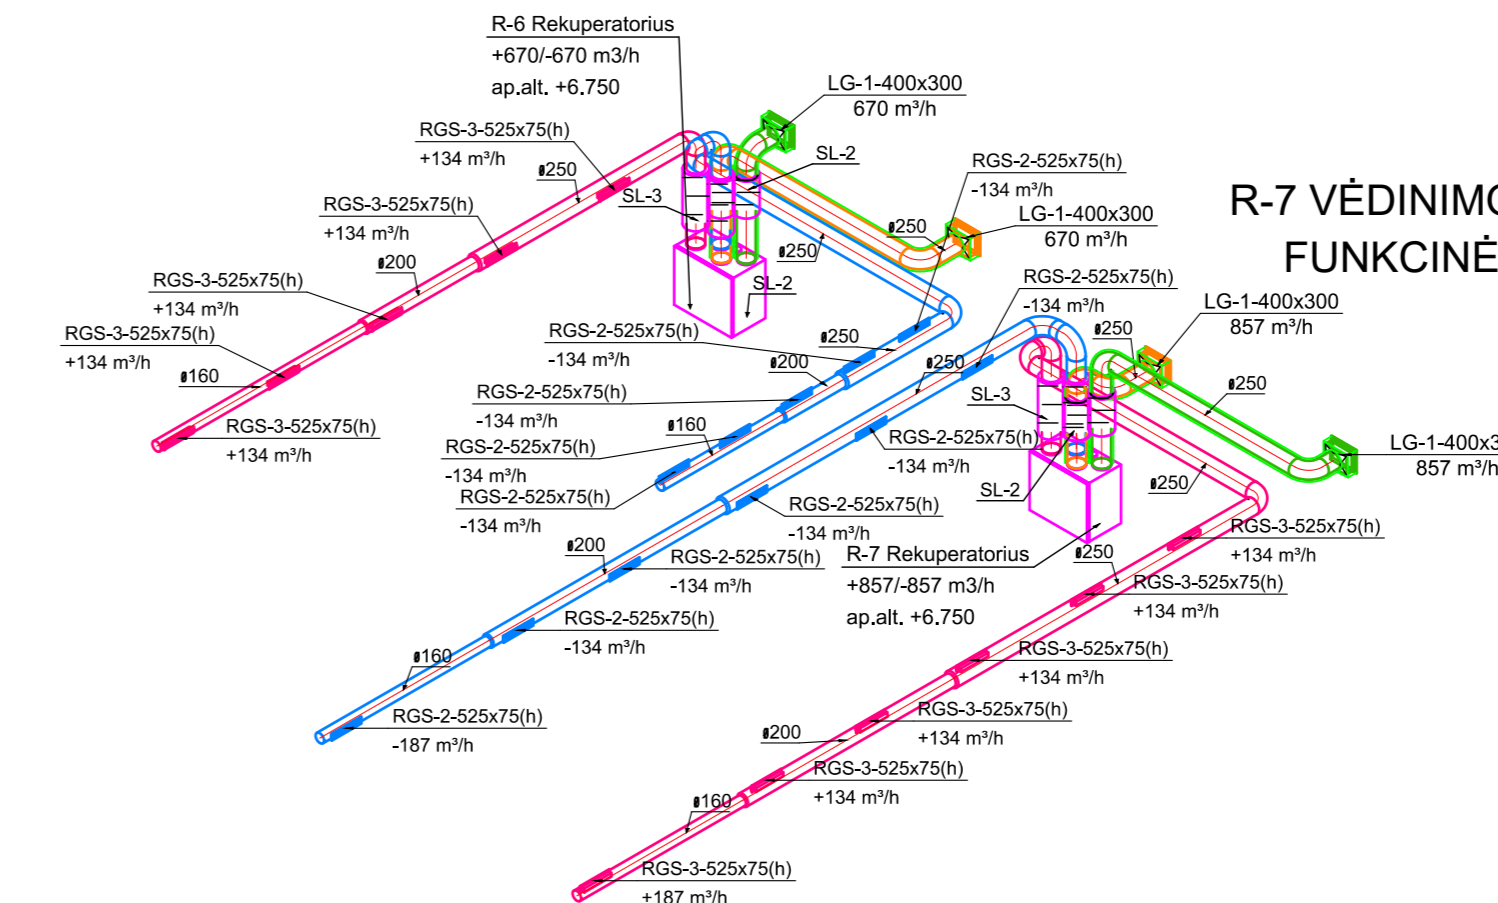 R-6 Rekuperatorius
+670/-670 m3/h
ap.alt. +6.750
LG-1-400x300
670 m³/h
RGS-3-525x75(h)
+134 m³/h
SL-2
RGS-2-525x75(h)
-134 m³/h
ø250
SL-3
RGS-3-525x75(h)
+134 m³/h
LG-1-400x300
670 m³/h
ø250
ø250
R-7 VĖDINIMO
FUNKCINĖ
ø200
RGS-3-525x75(h)
+134 m³/h
SL-2
RGS-2-525x75(h)
-134 m³/h
LG-1-400x300
857 m³/h
RGS-3-525x75(h)
+134 m³/h
RGS-2-525x75(h)
-134 m³/h
ø250
ø250
ø200
ø250
ø160
ø250
RGS-2-525x75(h)
-134 m³/h
SL-3
RGS-3-525x75(h)
+134 m³/h
ø160
RGS-2-525x75(h)
-134 m³/h
RGS-2-525x75(h)
-134 m³/h
LG-1-400x3
857 m³/h
RGS-2-525x75(h)
-134 m³/h
SL-2
ø250
RGS-2-525x75(h)
-134 m³/h
RGS-3-525x75(h)
+134 m³/h
ø200
RGS-2-525x75(h)
-134 m³/h
R-7 Rekuperatorius
+857/-857 m3/h
ap.alt. +6.750
ø250
RGS-3-525x75(h)
+134 m³/h
RGS-2-525x75(h)
-134 m³/h
ø160
RGS-3-525x75(h)
+134 m³/h
RGS-2-525x75(h)
-187 m³/h
RGS-3-525x75(h)
+134 m³/h
ø200
RGS-3-525x75(h)
+134 m³/h
ø160
RGS-3-525x75(h)
+187 m³/h